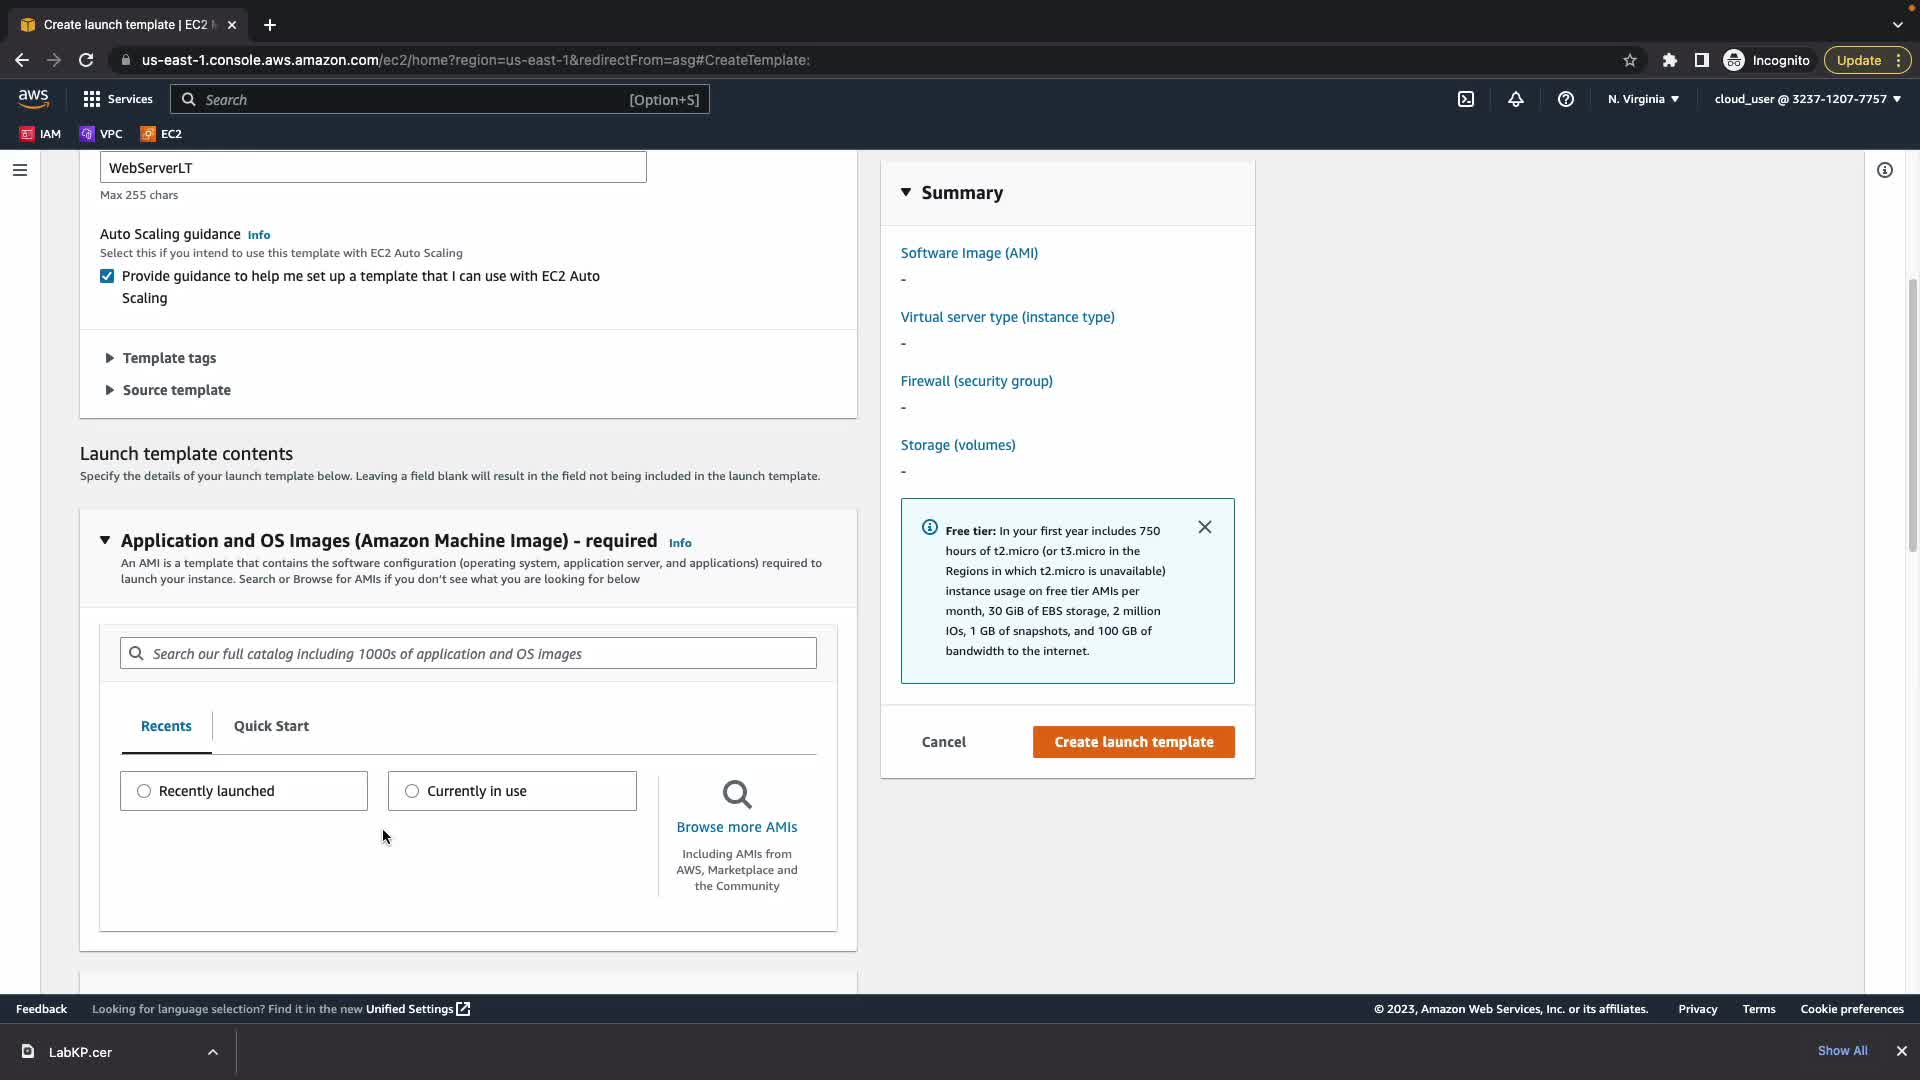 Create launch template | EC2
us-east-1.console.aws.amazon.com/ec2/home?region=us-east-1&redirectFrom=asg#CreateTemplate:
Incognito
Update
aws
Services
Search
[Option+S]
N. Virginia
cloud_user @ 3237-1207-7757
IAM
VPC
EC2
WebServerLT
Max 255 chars
Auto Scaling guidance Info
Select this if you intend to use this template with EC2 Auto Scaling
Provide guidance to help me set up a template that I can use with EC2 Auto
Scaling
Template tags
Source template
Launch template contents
Specify the details of your launch template below. Leaving a field blank will result in the field not being included in the launch template.
Application and OS Images (Amazon Machine Image) - required Info
An AMI is a template that contains the software configuration (operating system, application server, and applications) required to
launch your instance. Search or Browse for AMIs if you don't see what you are looking for below
Search our full catalog including 1000s of application and OS images
Recents
Quick Start
Recently launched
Currently in use
Browse more AMIs
Including AMIs from
AWS, Marketplace and
the Community
Summary
Software Image (AMI)
-
Virtual server type (instance type)
-
Firewall (security group)
-
Storage (volumes)
-
Free tier: In your first year includes 750
hours of t2.micro (or t3.micro in the
Regions in which t2.micro is unavailable)
instance usage on free tier AMIs per
month, 30 GiB of EBS storage, 2 million
IOs, 1 GB of snapshots, and 100 GB of
bandwidth to the internet.
Cancel
Create launch template
Feedback
Looking for language selection? Find it in the new Unified Settings
© 2023, Amazon Web Services, Inc. or its affiliates.
Privacy
Terms
Cookie preferences
LabKP.cer
Show All